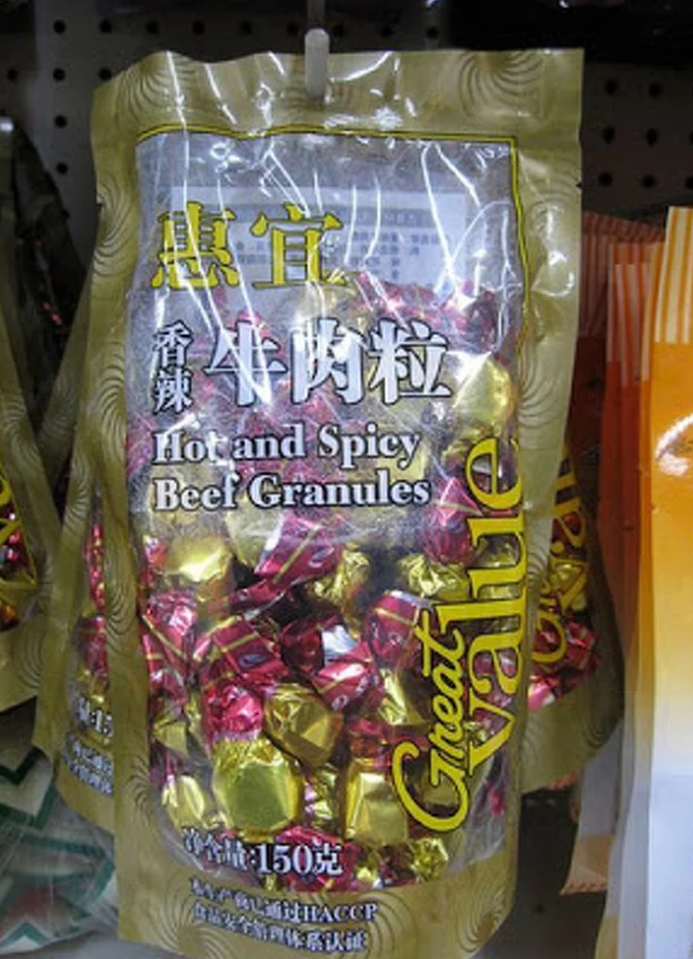 惠宜
香辣 牛肉粒
Hot and Spicy
Beef Granules
Great
Value
净含量:150克
通过HACCP
食品安全管理体系认证